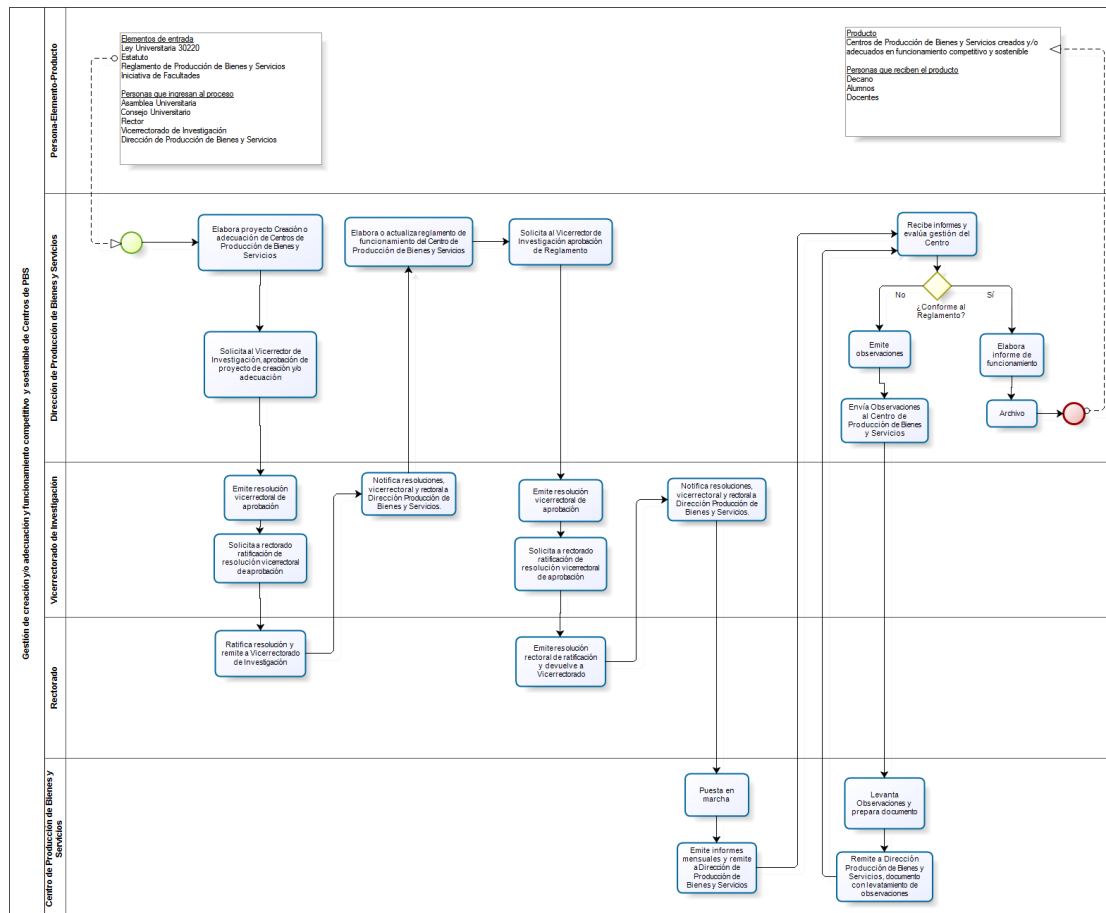 Gestión de creación y/o adecuación y funcionamiento competitivo y sostenible de Centros de PBS
Persona-Elemento-Producto
Elementos de entrada
Ley Universitaria 30220
Estatuto
Reglamento de Producción de Bienes y Servicios
Iniciativa de Facultades
Personas que ingresan al proceso
Asamblea Universitaria
Consejo Universitario
Rector
Vicerrectorado de Investigación
Dirección de Producción de Bienes y Servicios
Producto
Centros de Producción de Bienes y Servicios creados y/o
adecuados en funcionamiento competitivo y sostenible
Personas que reciben el producto
Decano
Alumnos
Docentes
Dirección de Producción de Bienes y Servicios
Elabora proyecto Creación o
adecuación de Centros de
Producción de Bienes y
Servicios
Solicita al Vicerrector de
Investigación, aprobación de
proyecto de creación y/o
adecuación
Elabora o actualiza reglamento de
funcionamiento del Centro de
Producción de Bienes y Servicios
Solicita al Vicerrector de
Investigación aprobación
de Reglamento
Recibe informes y
evalúa gestión del
Centro
No
Sí
¿Conforme al
Reglamento?
Emite
observaciones
Elabora
informe de
funcionamiento
Envía Observaciones
al Centro de
Producción de Bienes
y Servicios
Archivo
Vicerrectorado de Investigación
Emite resolución
vicerrectoral de
aprobación
Solicita a rectorado
ratificación de
resolución vicerrectoral
de aprobación
Notifica resoluciones,
vicerrectoral y rectoral a
Dirección Producción de
Bienes y Servicios.
Emite resolución
vicerrectoral de
aprobación
Solicita a rectorado
ratificación de
resolución vicerrectoral
de aprobación
Notifica resoluciones,
vicerrectoral y rectoral a
Dirección Producción de
Bienes y Servicios.
Rectorado
Ratifica resolución y
remite a Vicerrectorado
de Investigación
Emite resolución
rectoral de ratificación
y devuelve a
Vicerrectorado
Centro de Producción de Bienes y
Servicios
Puesta en
marcha
Emite informes
mensuales y remite
a Dirección de
Producción de
Bienes y Servicios
Levanta
Observaciones y
prepara documento
Remite a Dirección
Producción de Bienes y
Servicios, documento
con levatamiento de
observaciones